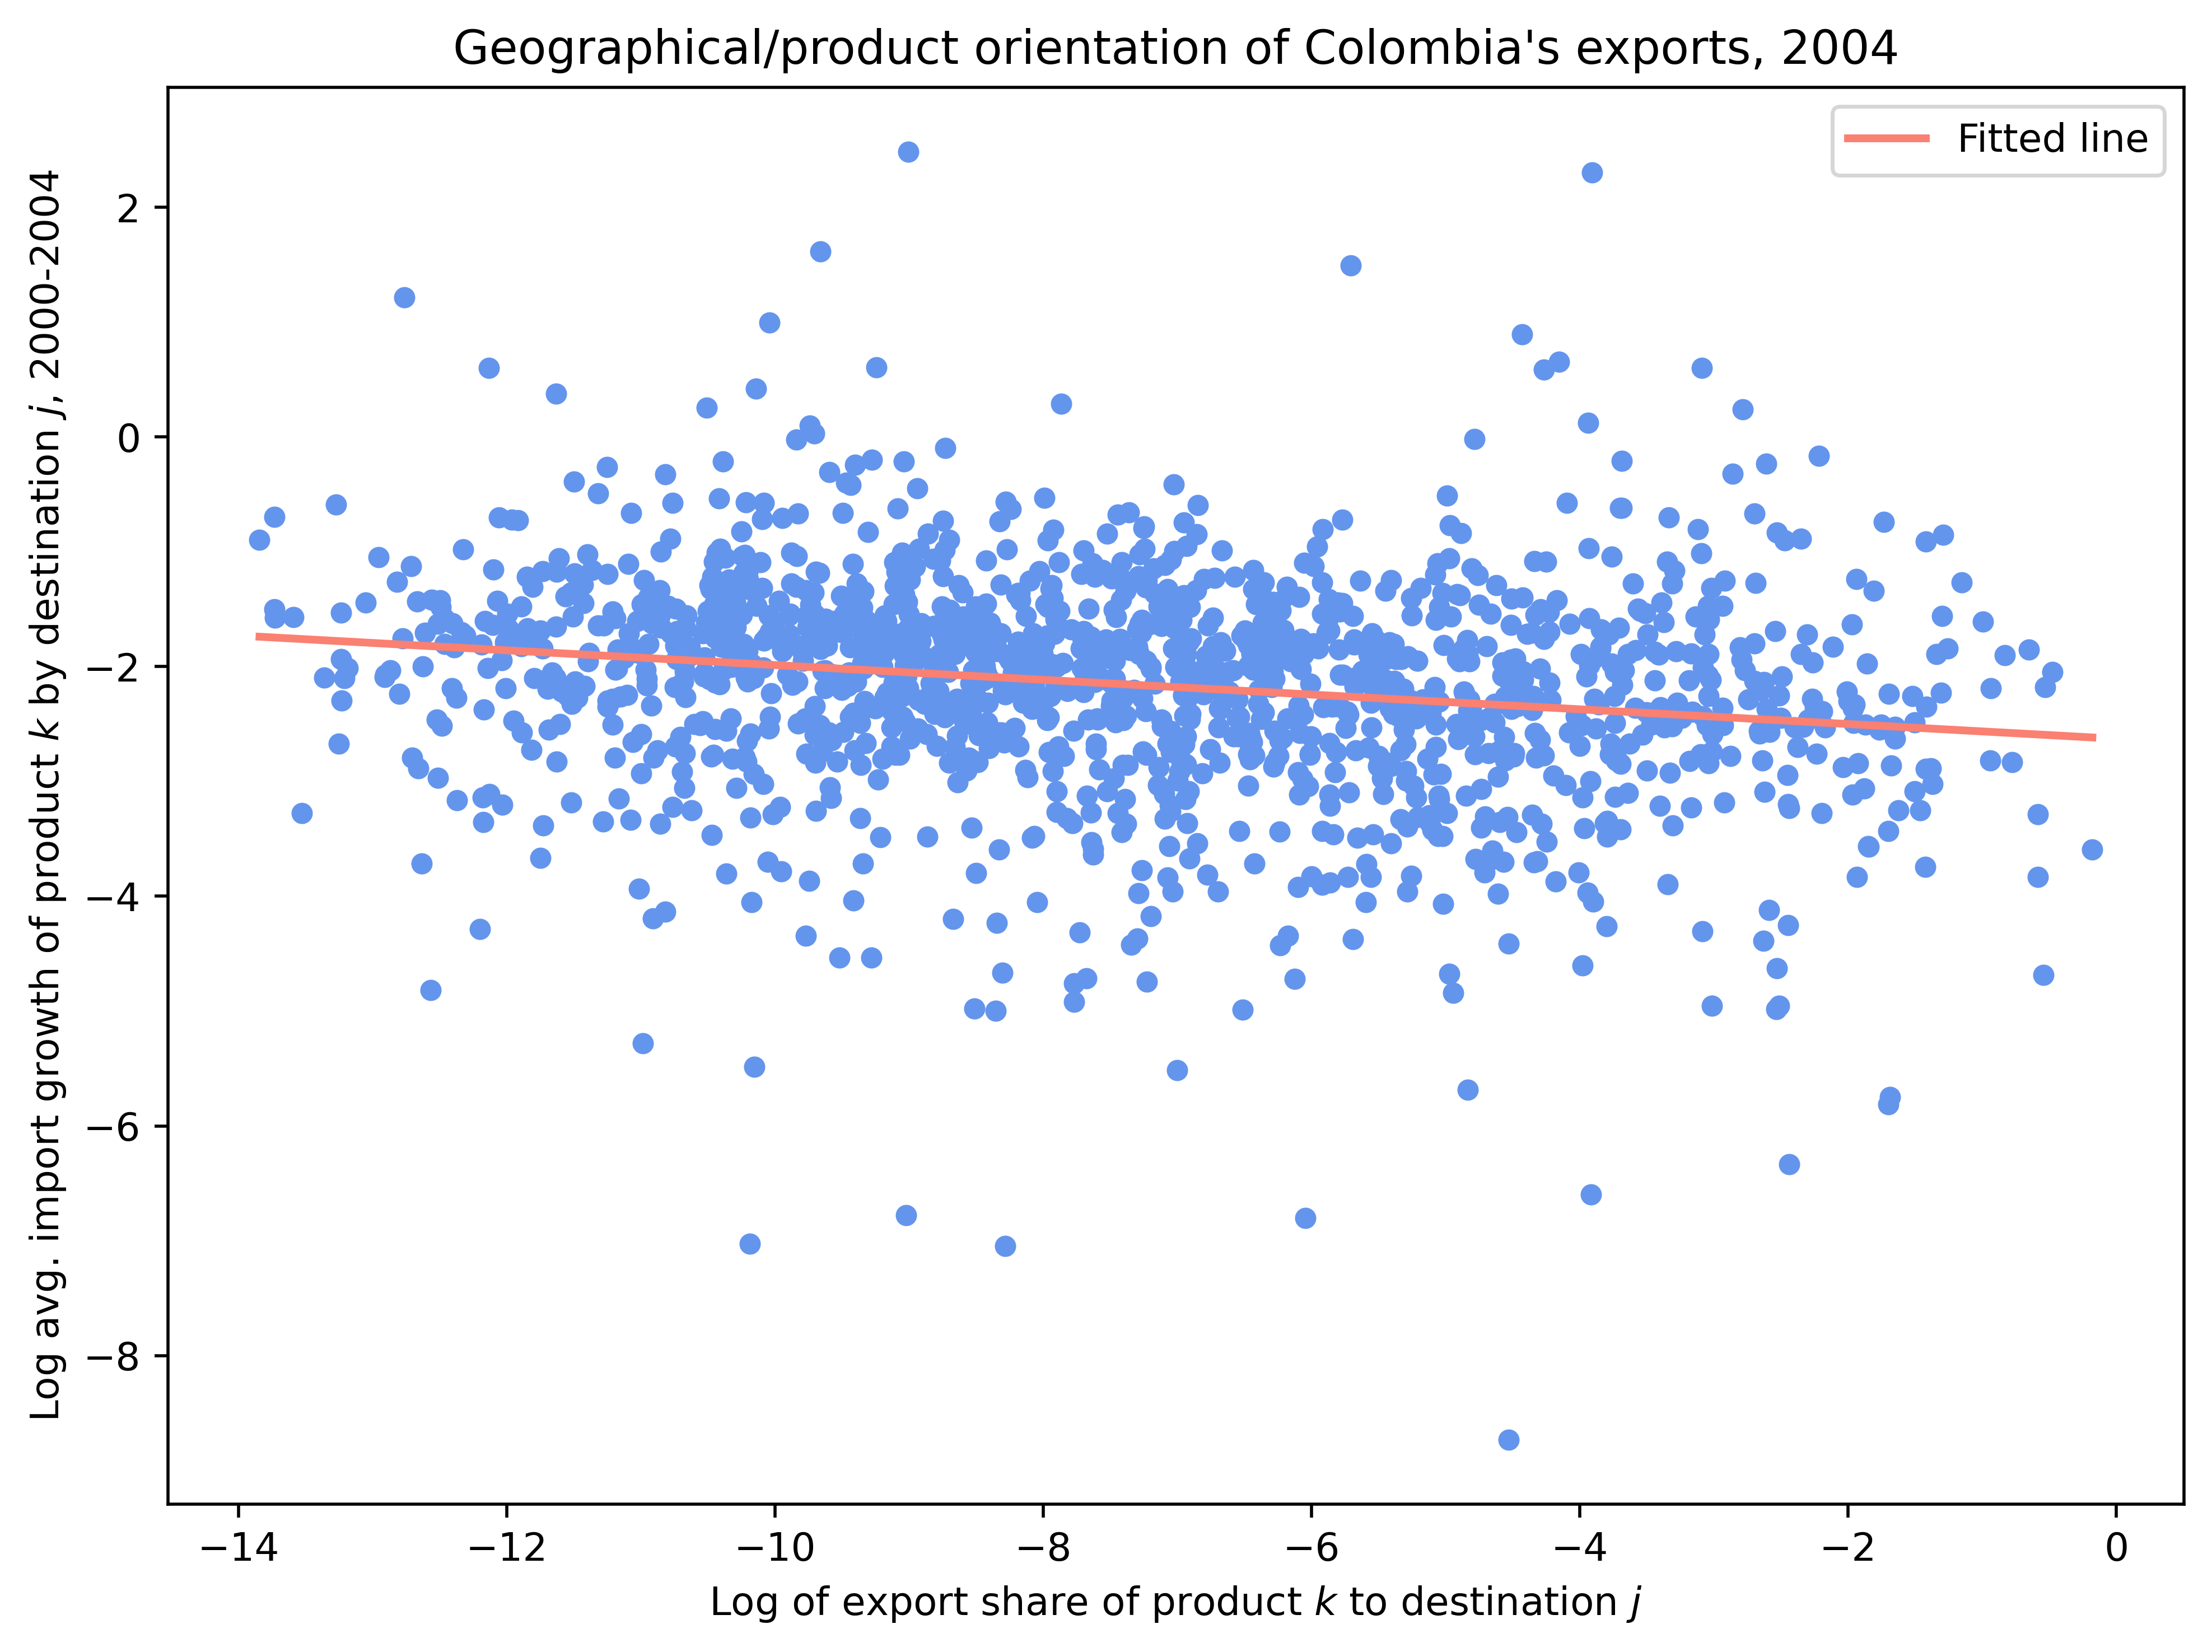 Geographical/product orientation of Colombia's exports, 2004
Fitted line
Log avg. import growth of product k by destination j, 2000-2004
2
0
−2
−4
−6
−8
−14 −12 −10 −8 −6 −4 −2 0
Log of export share of product k to destination j